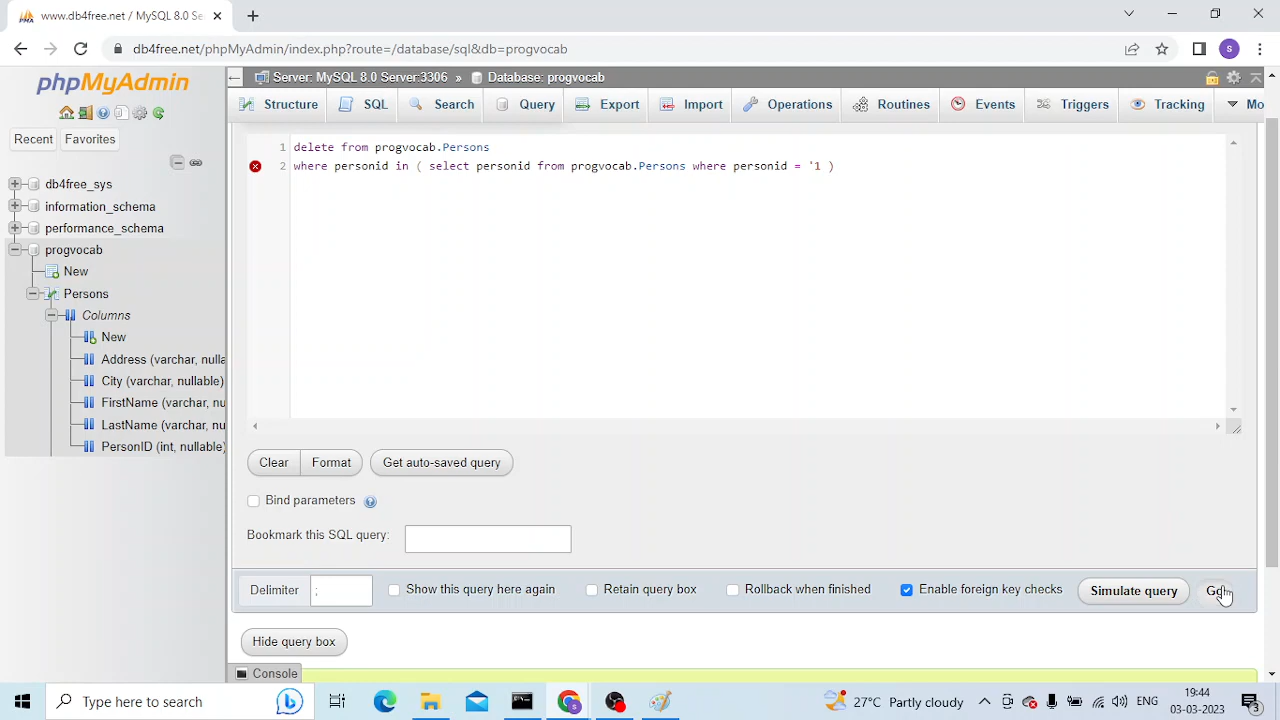 www.db4free.net / MySQL 8.0 Se
db4free.net/phpMyAdmin/index.php?route=/database/sql&db=progvocab
S
phpMyAdmin
Server: MySQL 8.0 Server:3306 » Database: progvocab
Structure SQL Search Query Export Import Operations Routines Events Triggers Tracking Mo
Recent Favorites
db4free_sys
information_schema
performance_schema
progvocab
New
Persons
Columns
New
Address (varchar, nulla
City (varchar, nullable)
FirstName (varchar, nu
LastName (varchar, nu
PersonID (int, nullable)
1 delete from progvocab.Persons
2 where personid in ( select personid from progvocab.Persons where personid = '1 )
Clear Format Get auto-saved query
Bind parameters
Bookmark this SQL query:
Delimiter ; Show this query here again Retain query box Rollback when finished Enable foreign key checks Simulate query Go
Hide query box
Console
Type here to search
27°C Partly cloudy ENG 19:44
03-03-2023 3